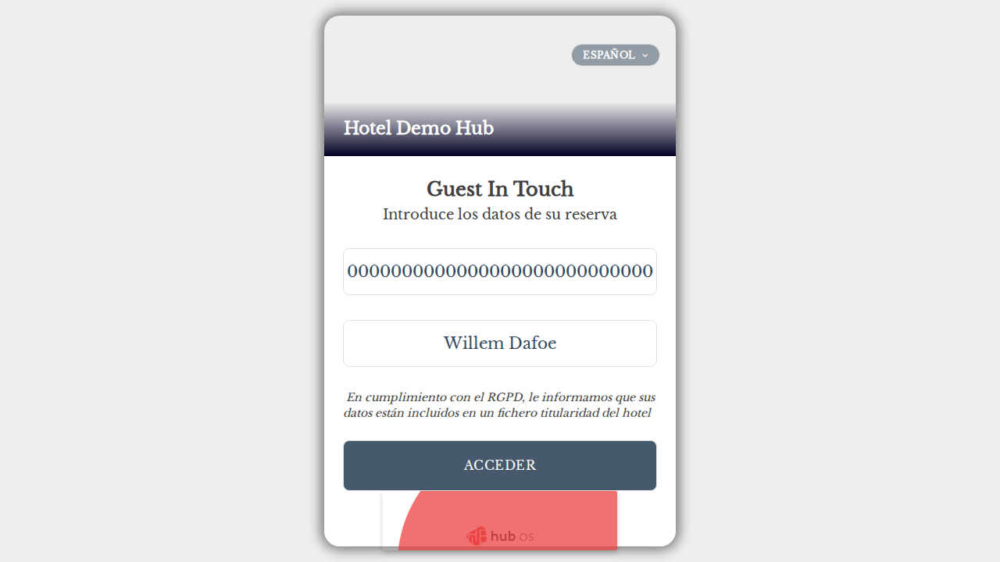 ESPAÑOL
Hotel Demo Hub
Guest In Touch
Introduce los datos de su reserva
0000000000000000000000000000
Willem Dafoe
En cumplimiento con el RGPD, le informamos que sus
datos están incluidos en un fichero titularidad del hotel
ACCEDER
hub OS